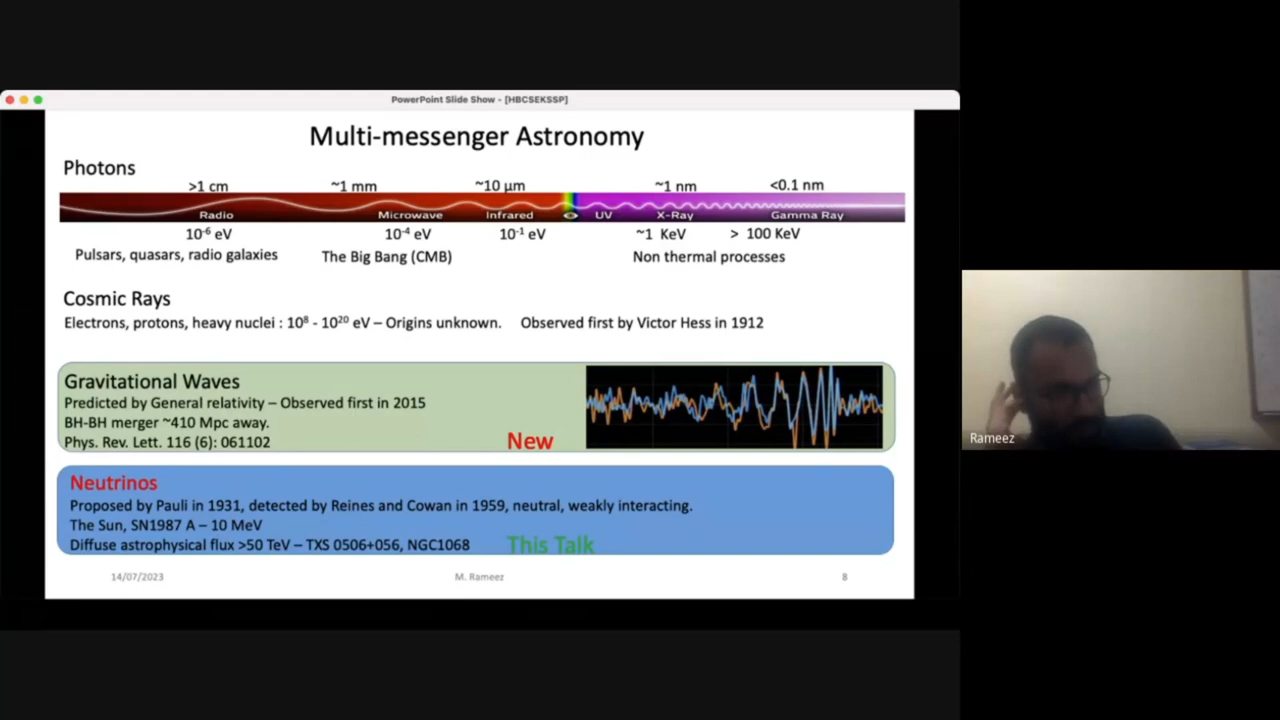 PowerPoint Slide Show - [HBCSEKSSP]
Multi-messenger Astronomy
Photons
>1 cm ~1 mm ~10 µm ~1 nm <0.1 nm
Radio Microwave Infrared UV X-Ray Gamma Ray
10⁻⁶ eV 10⁻⁴ eV 10⁻¹ eV ~1 KeV > 100 KeV
Pulsars, quasars, radio galaxies The Big Bang (CMB) Non thermal processes
Cosmic Rays
Electrons, protons, heavy nuclei : 10⁸ - 10²⁰ eV – Origins unknown. Observed first by Victor Hess in 1912
Gravitational Waves
Predicted by General relativity – Observed first in 2015
BH-BH merger ~410 Mpc away.
Phys. Rev. Lett. 116 (6): 061102 New
Neutrinos
Proposed by Pauli in 1931, detected by Reines and Cowan in 1959, neutral, weakly interacting.
The Sun, SN1987 A – 10 MeV
Diffuse astrophysical flux >50 TeV – TXS 0506+056, NGC1068 This Talk
14/07/2023 M. Rameez 8
Rameez